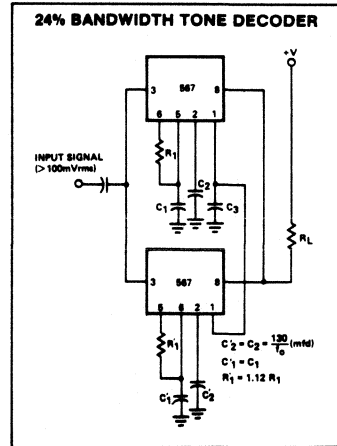 24% BANDWIDTH TONE DECODER
+V
3 567 8
6 5 2 1
R1
INPUT SIGNAL
(>100mVrms)
C2
C1 C3
RL
3 567 8
5 6 2 1
C'2 = C2 = 130/fo (mfd)
R'1
C'1 = C1
C'1 C'2
R'1 = 1.12 R1